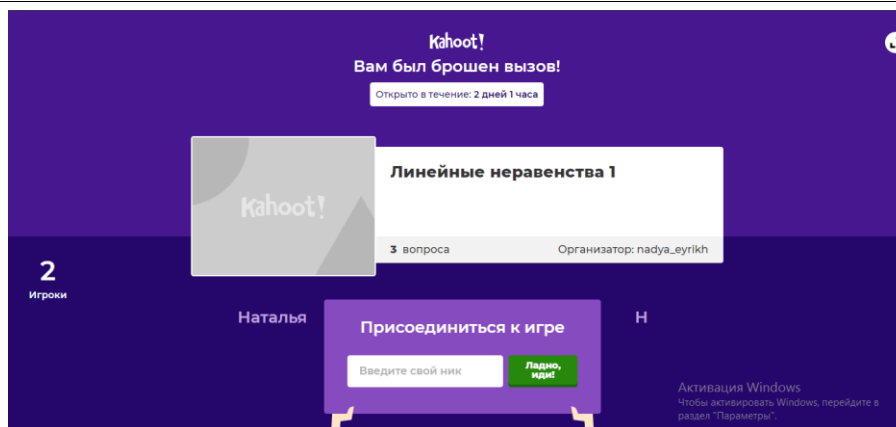 Kahoot!
Вам был брошен вызов!
Открыто в течение: 2 дней 1 часа
Kahoot!
Линейные неравенства 1
3 вопроса
Организатор: nadya_eyrikh
2
Игроки
Наталья
Н
Присоединиться к игре
Введите свой ник
Ладно,
иди!
Активация Windows
Чтобы активировать Windows, перейдите в
раздел "Параметры".